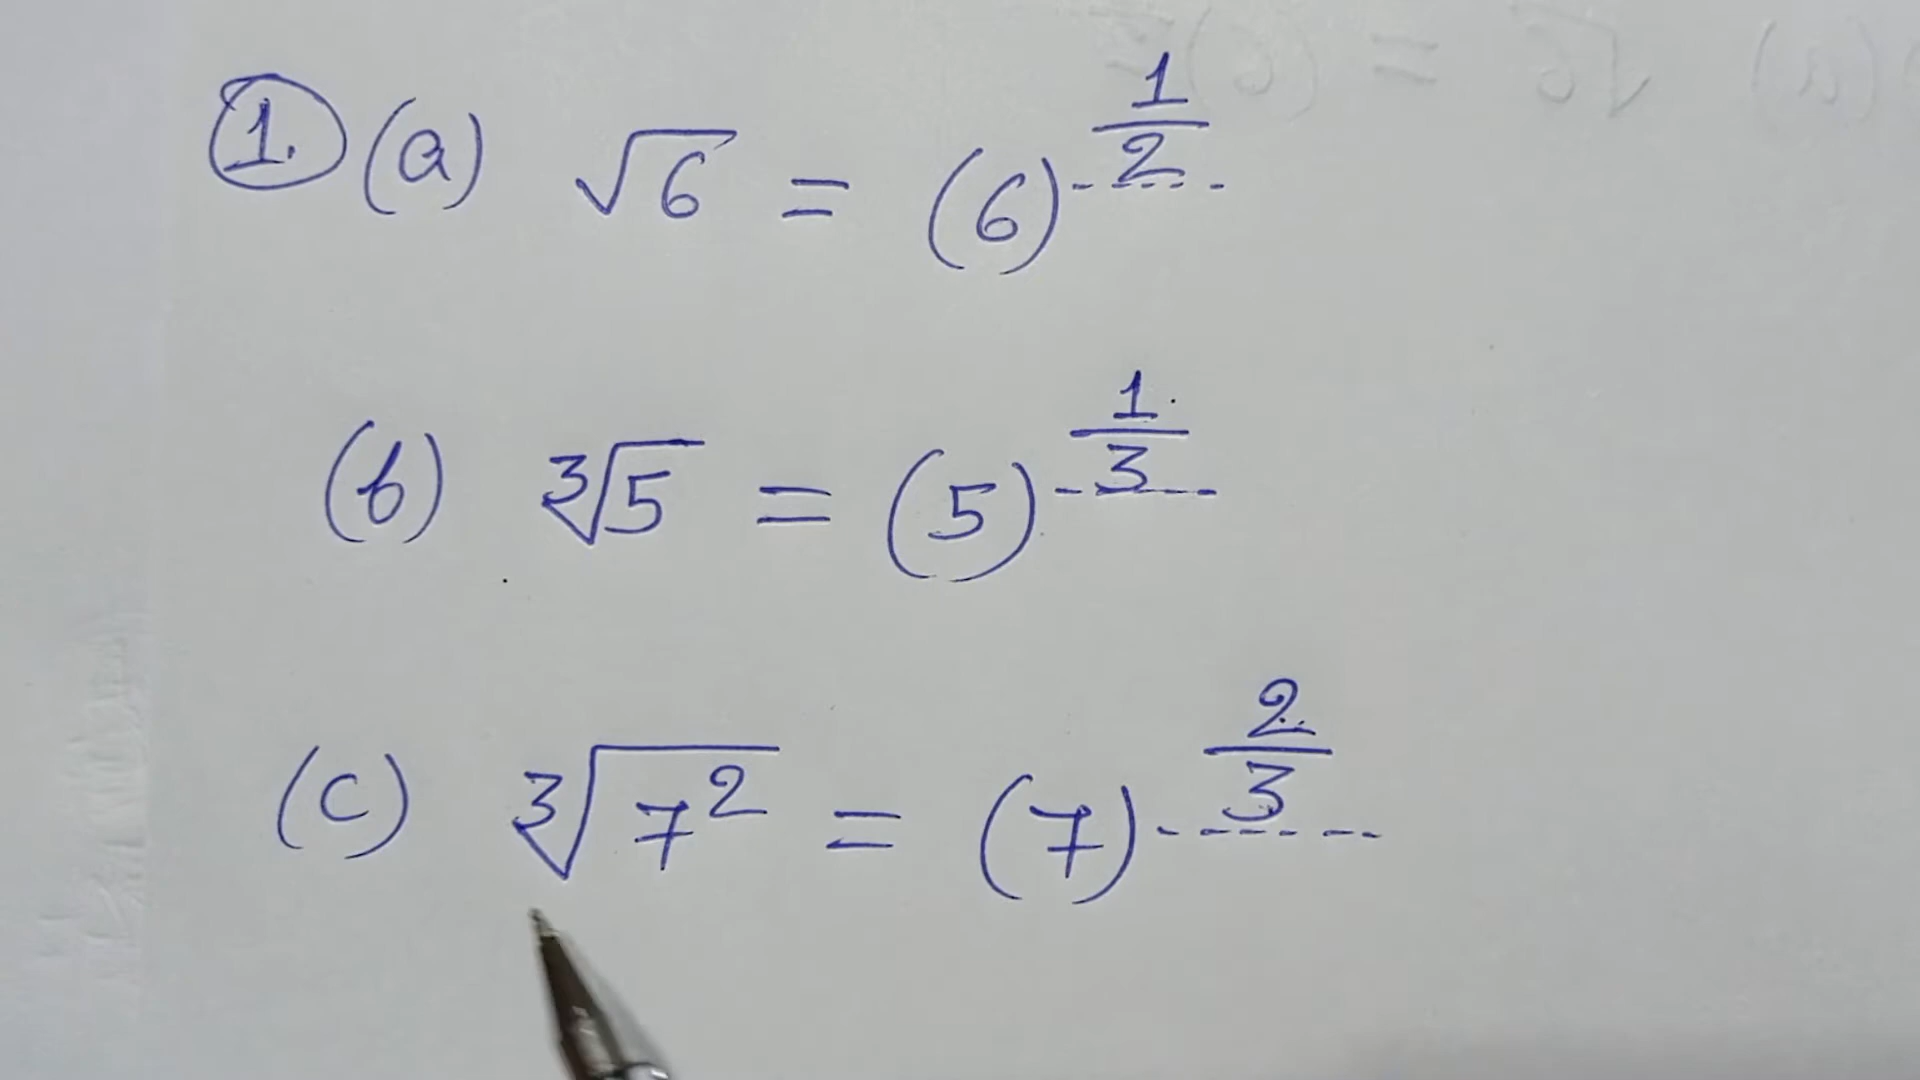 1. (a) √6 = (6)^(1/2)
(b) ∛5 = (5)^(1/3)
(c) ∛7² = (7)^(2/3)